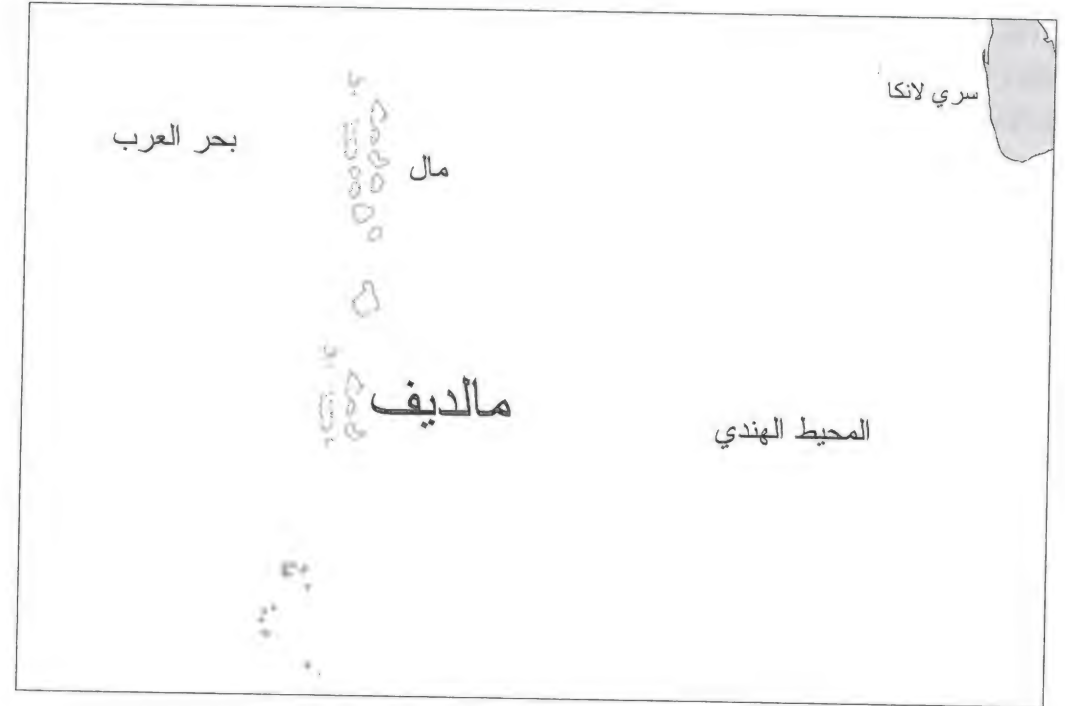 سري لانكا
بحر العرب
مال
مالديف
المحيط الهندي